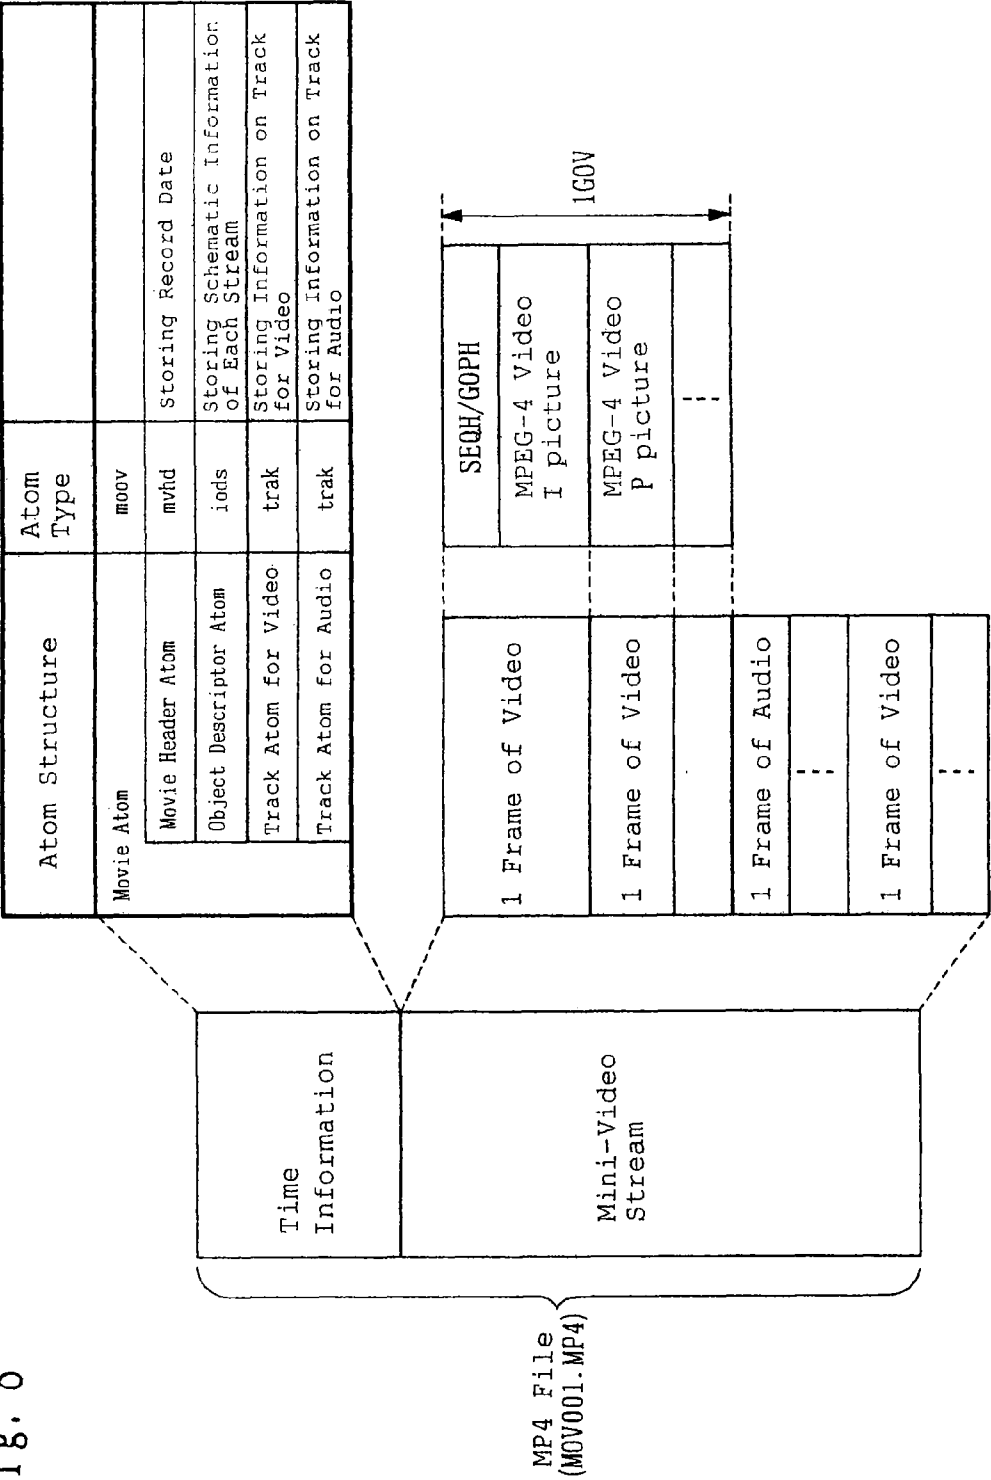 MP4 File
(MOV001.MP4)
Time
Information
Mini-Video
Stream
Atom Structure
Atom
Type
Movie Atom
moov
Movie Header Atom
mvhd
Storing Record Date
Object Descriptor Atom
iods
Storing Schematic Information
of Each Stream
Track Atom for Video
trak
Storing Information on Track
for Video
Track Atom for Audio
trak
Storing Information on Track
for Audio
1 Frame of Video
1 Frame of Video
1 Frame of Audio
1 Frame of Video
SEQH/GOPH
MPEG-4 Video
I picture
MPEG-4 Video
P picture
1GOV